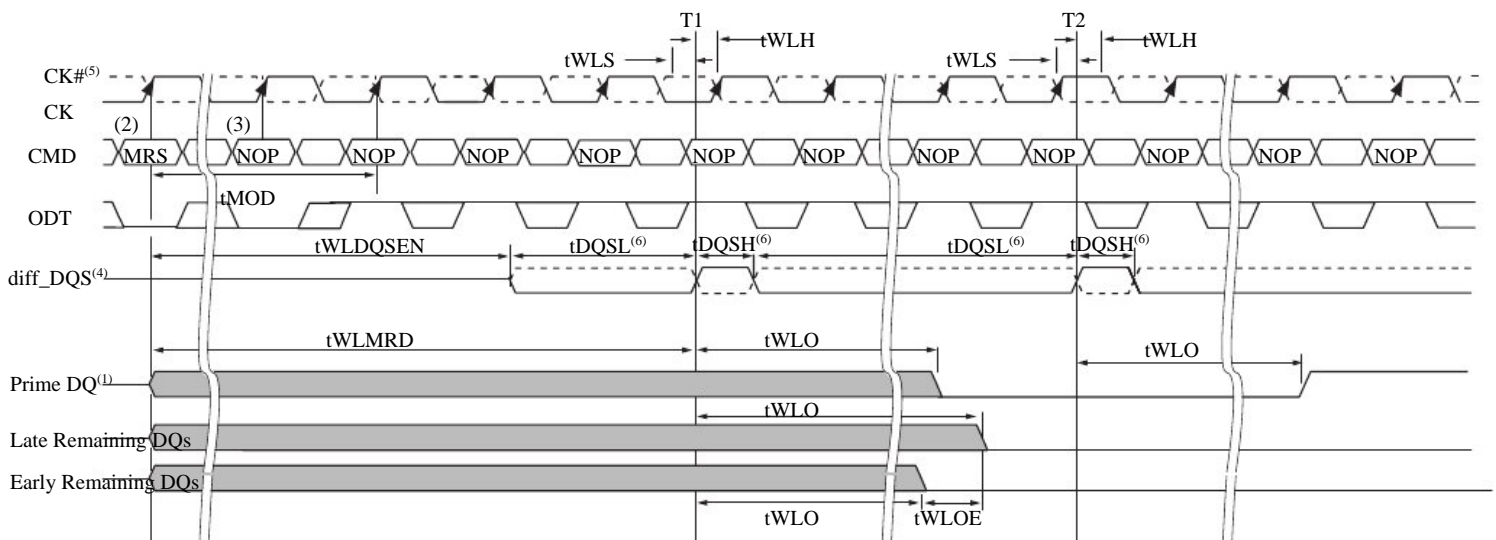 T1 T2
tWLH tWLH
tWLS tWLS
CK#(5)
CK
(2) (3)
CMD MRS NOP NOP NOP NOP NOP NOP NOP NOP NOP NOP NOP
tMOD
ODT
tWLDQSEN tDQSL(6) tDQSH(6) tDQSL(6) tDQSH(6)
diff_DQS(4)
tWLMRD tWLO tWLO
Prime DQ(1)
tWLO
Late Remaining DQs
Early Remaining DQs
tWLO tWLOE